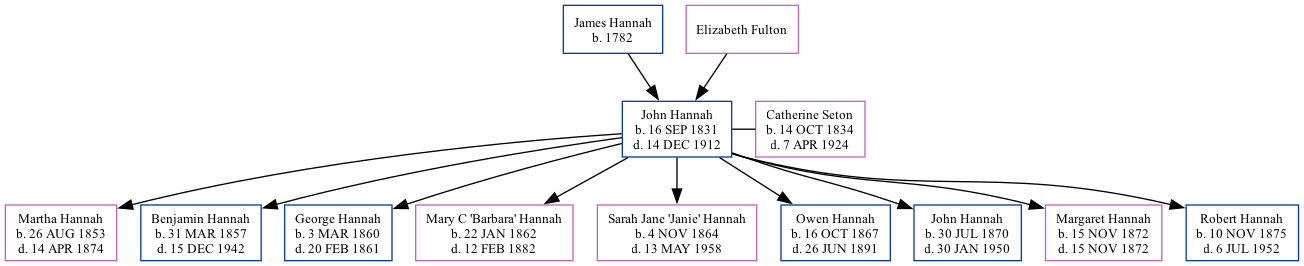 James Hannah
b. 1782
Elizabeth Fulton
John Hannah
b. 16 SEP 1831
d. 14 DEC 1912
Catherine Seton
b. 14 OCT 1834
d. 7 APR 1924
Martha Hannah
b. 26 AUG 1853
d. 14 APR 1874
Benjamin Hannah
b. 31 MAR 1857
d. 15 DEC 1942
George Hannah
b. 3 MAR 1860
d. 20 FEB 1861
Mary C 'Barbara' Hannah
b. 22 JAN 1862
d. 12 FEB 1882
Sarah Jane 'Janie' Hannah
b. 4 NOV 1864
d. 13 MAY 1958
Owen Hannah
b. 16 OCT 1867
d. 26 JUN 1891
John Hannah
b. 30 JUL 1870
d. 30 JAN 1950
Margaret Hannah
b. 15 NOV 1872
d. 15 NOV 1872
Robert Hannah
b. 10 NOV 1875
d. 6 JUL 1952